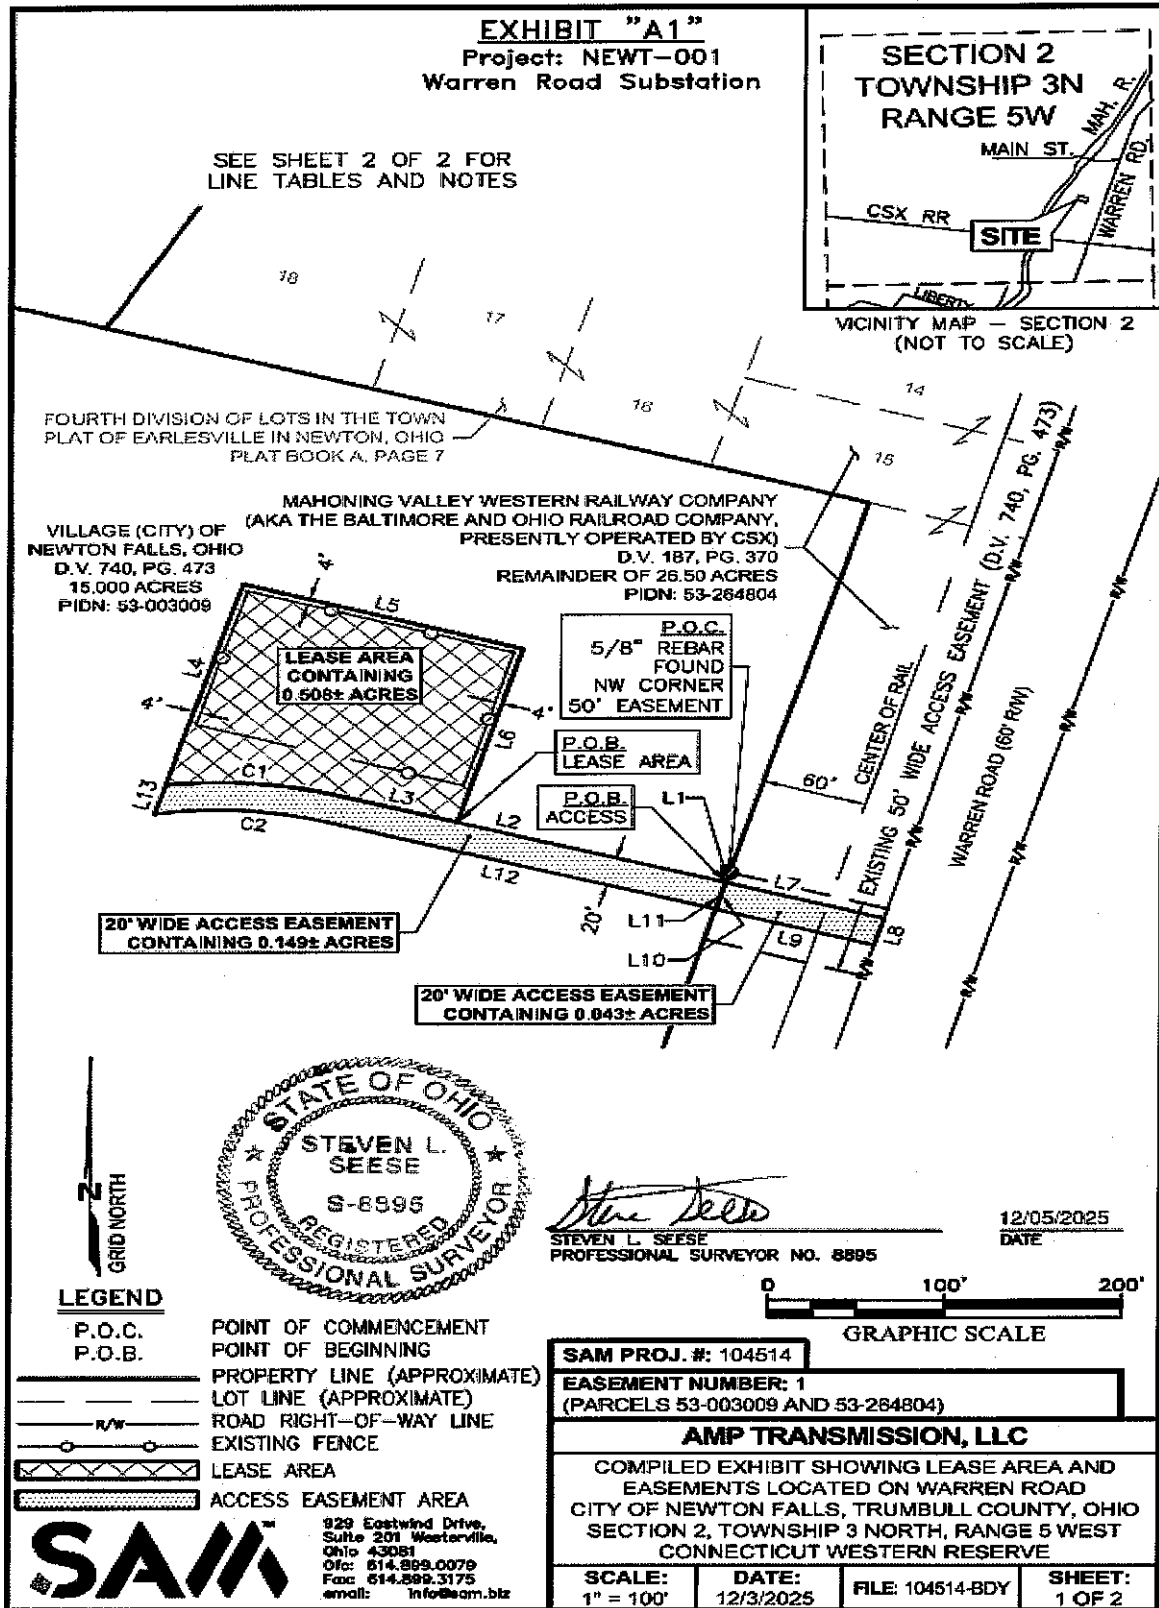 EXHIBIT "A1"
Project: NEWT-001
Warren Road Substation
SECTION 2
TOWNSHIP 3N
RANGE 5W
MAH. R.
MAIN ST.
WARREN RD.
CSX RR
SITE
LIBERTY
VICINITY MAP - SECTION 2
(NOT TO SCALE)
SEE SHEET 2 OF 2 FOR
LINE TABLES AND NOTES
18
17
16
14
15
FOURTH DIVISION OF LOTS IN THE TOWN
PLAT OF EARLESVILLE IN NEWTON, OHIO
PLAT BOOK A, PAGE 7
MAHONING VALLEY WESTERN RAILWAY COMPANY
(AKA THE BALTIMORE AND OHIO RAILROAD COMPANY,
PRESENTLY OPERATED BY CSX)
D.V. 187, PG. 370
REMAINDER OF 26.50 ACRES
PIDN: 53-264804
VILLAGE (CITY) OF
NEWTON FALLS, OHIO
D.V. 740, PG. 473
15.000 ACRES
PIDN: 53-003009
4'
L5
L4
LEASE AREA
CONTAINING
0.508± ACRES
4'
4'
L6
P.O.C.
5/8" REBAR
FOUND
NW CORNER
50' EASEMENT
P.O.B.
LEASE AREA
P.O.B.
ACCESS
L1
60'
CENTER OF RAIL
EXISTING 50' WIDE ACCESS EASEMENT (D.V. 740, PG. 473)
WARREN ROAD (60' R/W)
R/W
R/W
R/W
R/W
R/W
R/W
R/W
R/W
R/W
L13
C1
C2
L3
L2
L12
20'
L7
L8
L9
L11
L10
20' WIDE ACCESS EASEMENT
CONTAINING 0.149± ACRES
20' WIDE ACCESS EASEMENT
CONTAINING 0.043± ACRES
N
GRID NORTH
STATE OF OHIO
STEVEN L.
SEESE
S-8895
REGISTERED
PROFESSIONAL SURVEYOR
Steve Seese
STEVEN L. SEESE
PROFESSIONAL SURVEYOR NO. 8895
12/05/2025
DATE
0 100' 200'
GRAPHIC SCALE
LEGEND
P.O.C. POINT OF COMMENCEMENT
P.O.B. POINT OF BEGINNING
PROPERTY LINE (APPROXIMATE)
LOT LINE (APPROXIMATE)
R/W ROAD RIGHT-OF-WAY LINE
EXISTING FENCE
LEASE AREA
ACCESS EASEMENT AREA
SAM
929 Eastwind Drive,
Suite 201 Westerville,
Ohio 43081
Ofc: 614.899.0079
Fax: 614.899.3175
email: info@sam.biz
SAM PROJ. #: 104514
EASEMENT NUMBER: 1
(PARCELS 53-003009 AND 53-264804)
AMP TRANSMISSION, LLC
COMPILED EXHIBIT SHOWING LEASE AREA AND
EASEMENTS LOCATED ON WARREN ROAD
CITY OF NEWTON FALLS, TRUMBULL COUNTY, OHIO
SECTION 2, TOWNSHIP 3 NORTH, RANGE 5 WEST
CONNECTICUT WESTERN RESERVE
SCALE:
1" = 100'
DATE:
12/3/2025
FILE: 104514-BDY
SHEET:
1 OF 2